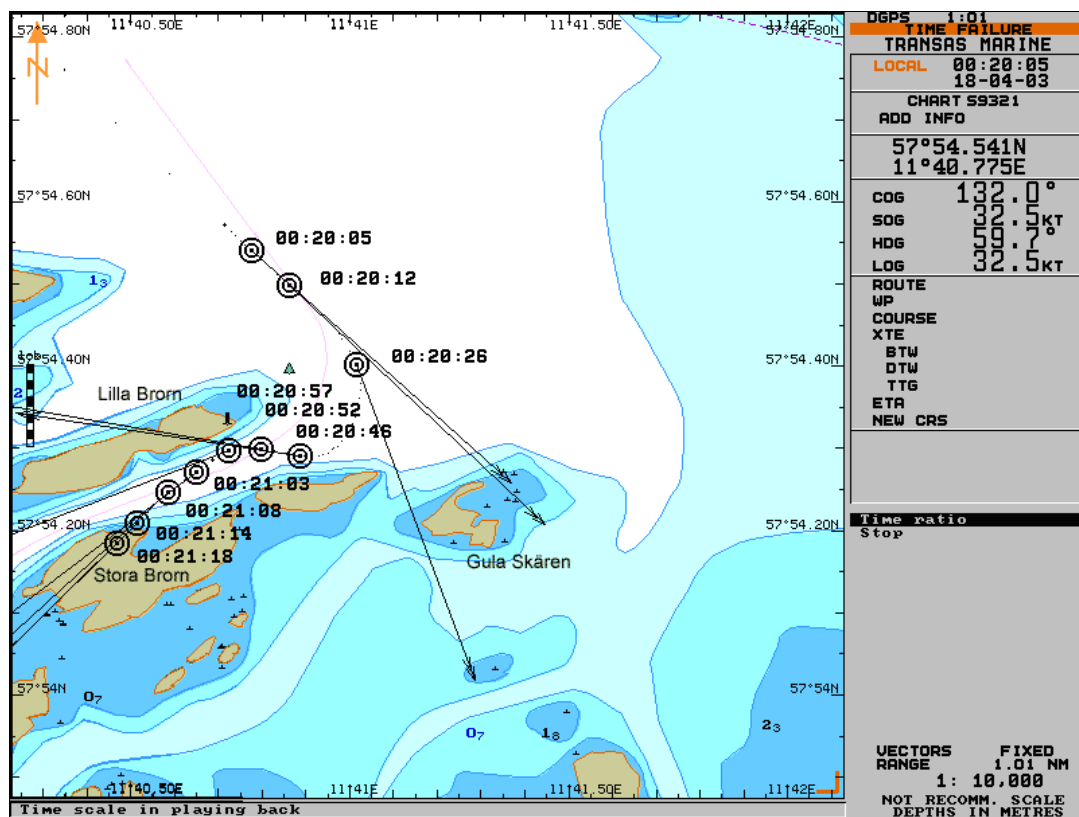 11°40.50E
11°41E
11°41.50E
11°42E
57°54.80N
57°54.80N
N
57°54.60N
57°54.60N
00:20:05
00:20:12
1₃
57°54.40N
57°54.40N
00:20:26
Lilla Brorn
2
00:20:57
00:20:52
00:20:46
00:21:03
00:21:08
57°54.20N
57°54.20N
00:21:14
00:21:18
Stora Brorn
Gula Skären
57°54N
57°54N
0₇
0₇
1₈
2₃
11°40.50E
11°41E
11°41.50E
11°42E
Time scale in playing back
DGPS 1:01
TIME FAILURE
TRANSAS MARINE
LOCAL 00:20:05
18-04-03
CHART S9321
ADD INFO
57°54.541N
11°40.775E
COG 132.0°
SOG 32.5KT
HDG 59.7°
LOG 32.5KT
ROUTE
WP
COURSE
XTE
BTW
DTW
TTG
ETA
NEW CRS
Time ratio
Stop
VECTORS FIXED
RANGE 1.01 NM
1: 10,000
NOT RECOMM. SCALE
DEPTHS IN METRES